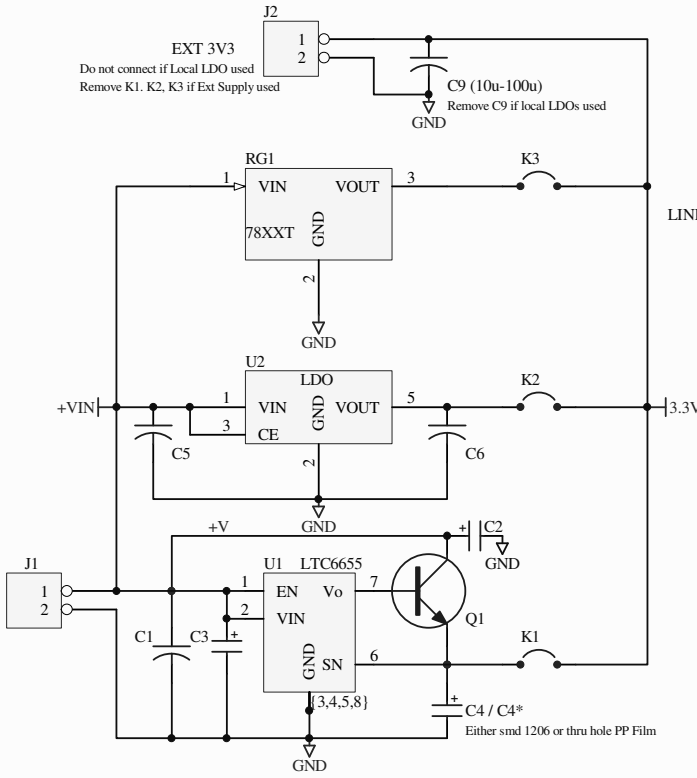 J2
1
2
EXT 3V3
Do not connect if Local LDO used
Remove K1. K2, K3 if Ext Supply used
C9 (10u-100u)
Remove C9 if local LDOs used
GND
RG1
1
VIN
VOUT
3
K3
78XXT
GND
2
GND
LIN
U2
LDO
+VIN
1
VIN
GND
VOUT
5
K2
3.3V
3
CE
C5
2
C6
GND
+V
+
C2
GND
J1
1
2
U1
LTC6655
1
EN
Vo
7
2
VIN
Q1
C1
C3
+
GND
SN
6
K1
{3,4,5,8}
+
C4 / C4*
Either smd 1206 or thru hole PP Film
GND